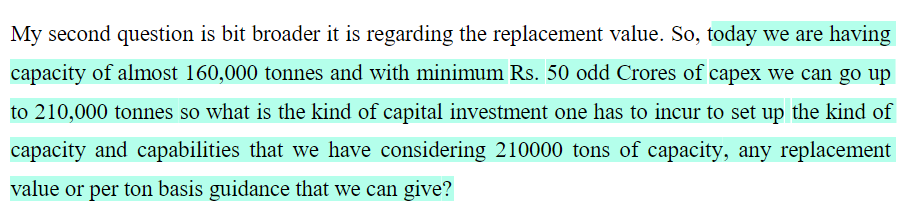 My second question is bit broader it is regarding the replacement value. So, today we are having
capacity of almost 160,000 tonnes and with minimum Rs. 50 odd Crores of capex we can go up
to 210,000 tonnes so what is the kind of capital investment one has to incur to set up the kind of
capacity and capabilities that we have considering 210000 tons of capacity, any replacement
value or per ton basis guidance that we can give?